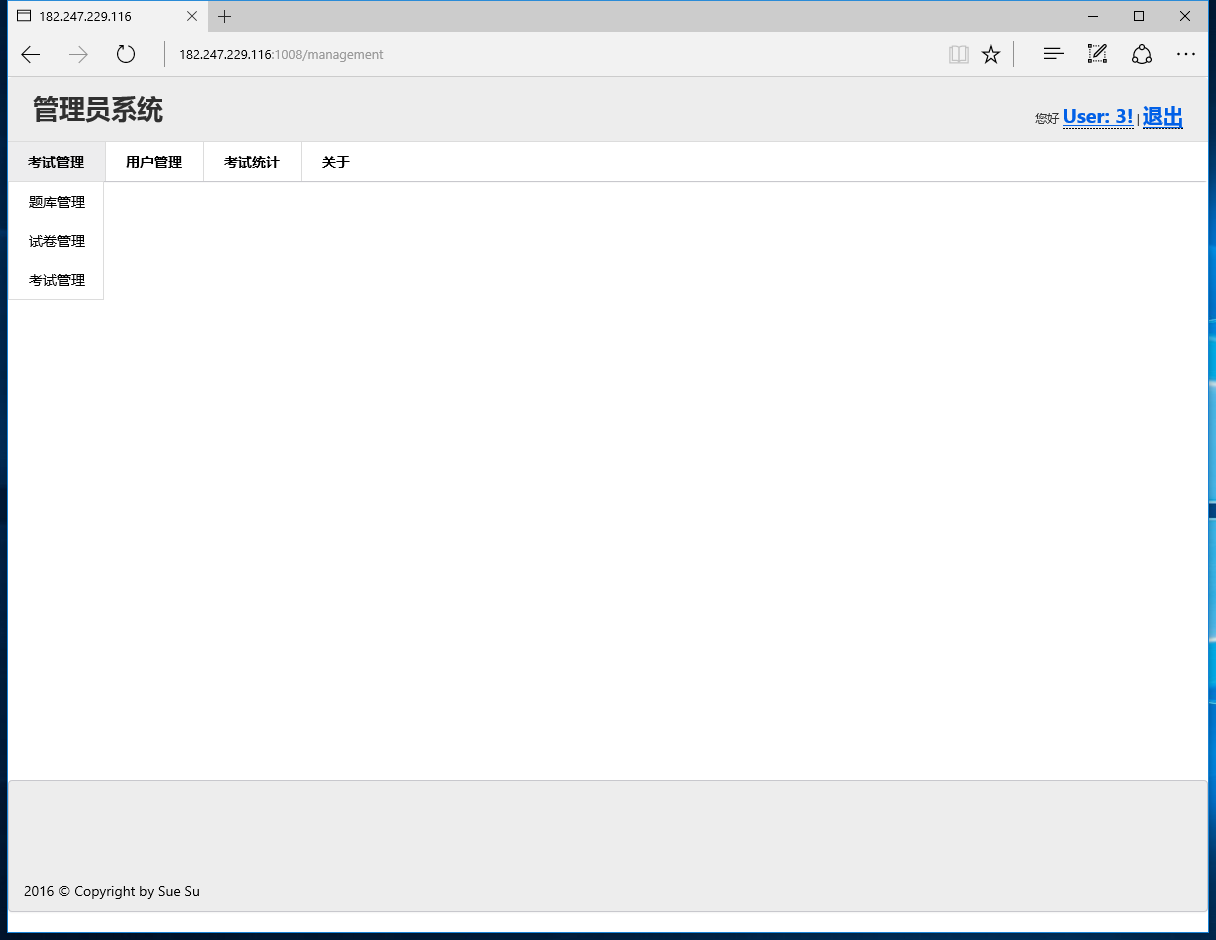 182.247.229.116
182.247.229.116:1008/management
管理员系统
您好 User: 3! | 退出
考试管理 用户管理 考试统计 关于
题库管理
试卷管理
考试管理
2016 © Copyright by Sue Su